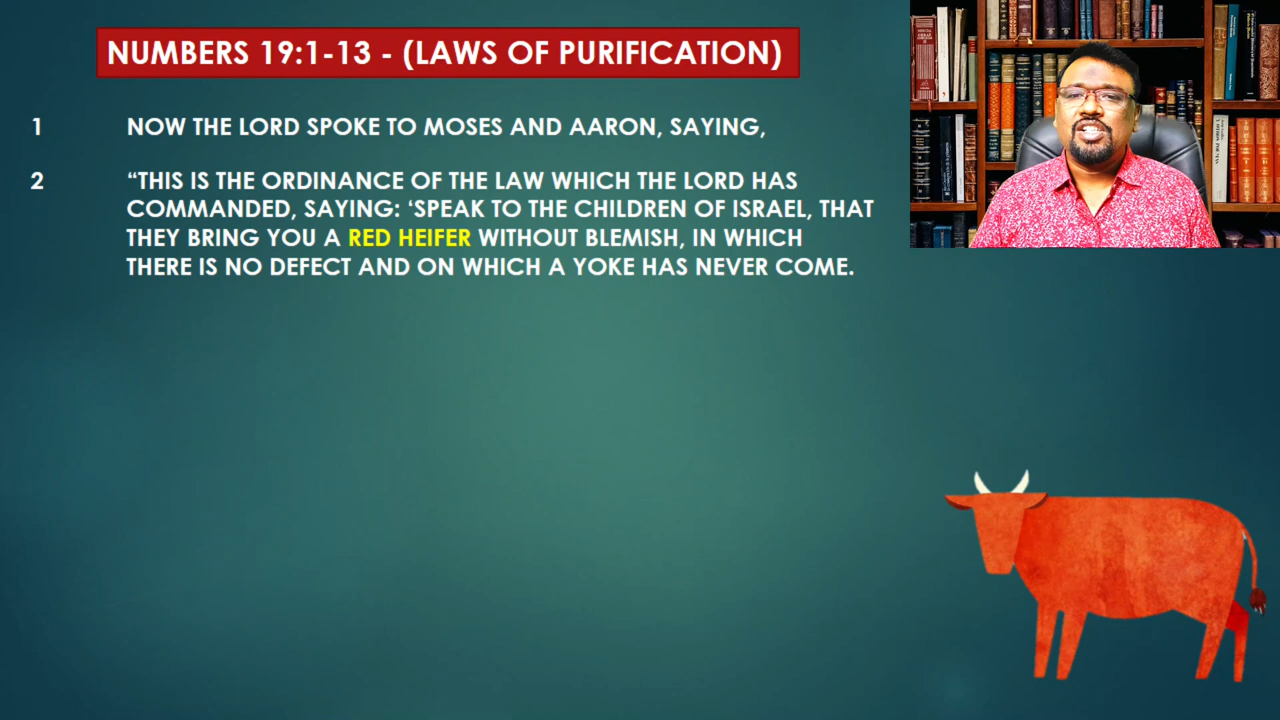 NUMBERS 19:1-13 - (LAWS OF PURIFICATION)
1 NOW THE LORD SPOKE TO MOSES AND AARON, SAYING,
2 “THIS IS THE ORDINANCE OF THE LAW WHICH THE LORD HAS
COMMANDED, SAYING: ‘SPEAK TO THE CHILDREN OF ISRAEL, THAT
THEY BRING YOU A RED HEIFER WITHOUT BLEMISH, IN WHICH
THERE IS NO DEFECT AND ON WHICH A YOKE HAS NEVER COME.